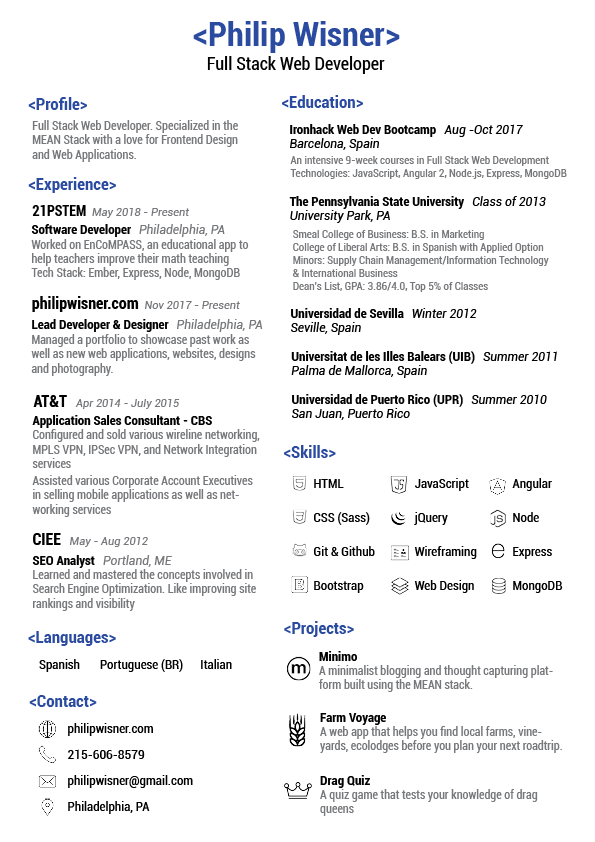 <Philip Wisner>
Full Stack Web Developer
<Profile>
Full Stack Web Developer. Specialized in the
MEAN Stack with a love for Frontend Design
and Web Applications.
<Experience>
21PSTEM May 2018 - Present
Software Developer Philadelphia, PA
Worked on EnCoMPASS, an educational app to
help teachers improve their math teaching
Tech Stack: Ember, Express, Node, MongoDB
philipwisner.com Nov 2017 - Present
Lead Developer & Designer Philadelphia, PA
Managed a portfolio to showcase past work as
well as new web applications, websites, designs
and photography.
AT&T Apr 2014 - July 2015
Application Sales Consultant - CBS
Configured and sold various wireline networking,
MPLS VPN, IPSec VPN, and Network Integration
services
Assisted various Corporate Account Executives
in selling mobile applications as well as net-
working services
CIEE May - Aug 2012
SEO Analyst Portland, ME
Learned and mastered the concepts involved in
Search Engine Optimization. Like improving site
rankings and visibility
<Languages>
Spanish Portuguese (BR) Italian
<Contact>
philipwisner.com
215-606-8579
philipwisner@gmail.com
Philadelphia, PA
<Education>
Ironhack Web Dev Bootcamp Aug -Oct 2017
Barcelona, Spain
An intensive 9-week courses in Full Stack Web Development
Technologies: JavaScript, Angular 2, Node.js, Express, MongoDB
The Pennsylvania State University Class of 2013
University Park, PA
Smeal College of Business: B.S. in Marketing
College of Liberal Arts: B.S. in Spanish with Applied Option
Minors: Supply Chain Management/Information Technology
& International Business
Dean's List, GPA: 3.86/4.0, Top 5% of Classes
Universidad de Sevilla Winter 2012
Seville, Spain
Universitat de les Illes Balears (UIB) Summer 2011
Palma de Mallorca, Spain
Universidad de Puerto Rico (UPR) Summer 2010
San Juan, Puerto Rico
<Skills>
HTML JavaScript Angular
CSS (Sass) jQuery Node
Git & Github Wireframing Express
Bootstrap Web Design MongoDB
<Projects>
Minimo
m A minimalist blogging and thought capturing plat-
form built using the MEAN stack.
Farm Voyage
A web app that helps you find local farms, vine-
yards, ecolodges before you plan your next roadtrip.
Drag Quiz
A quiz game that tests your knowledge of drag
queens